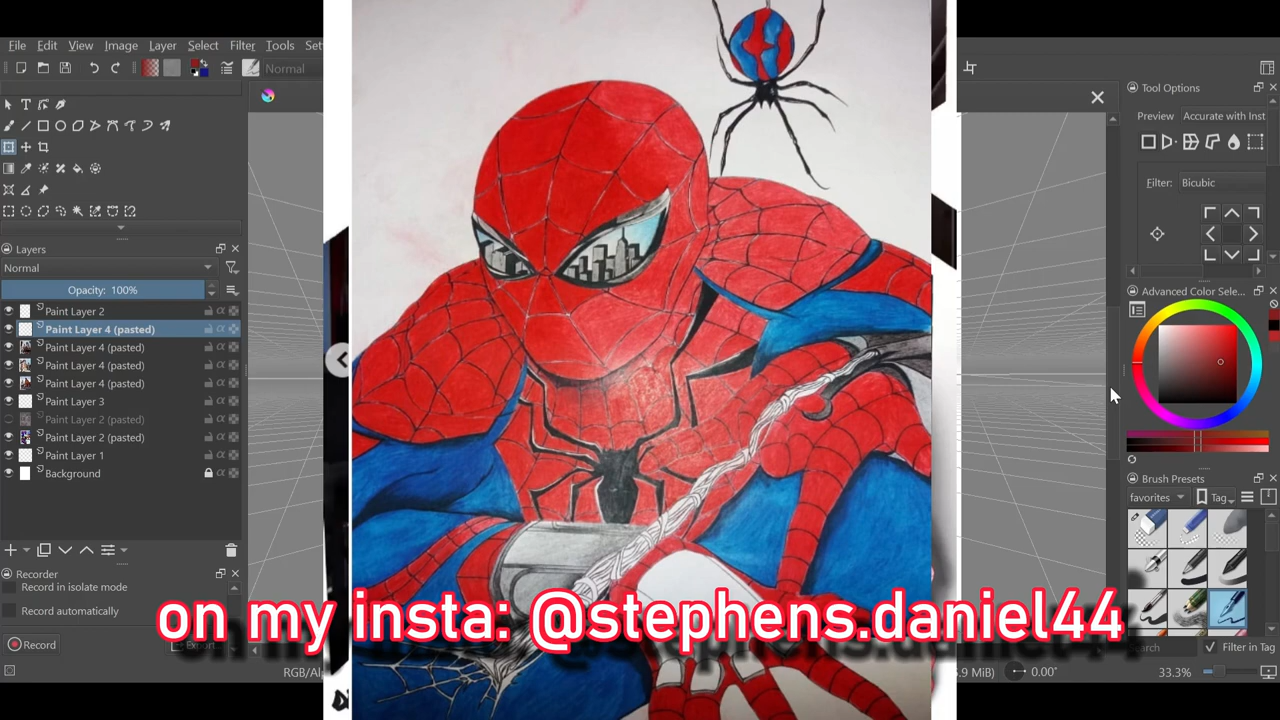 File Edit View Image Layer Select Filter Tools
Normal
Tool Options
Preview Accurate with Inst
Filter: Bicubic
Layers
Normal
Opacity: 100%
Paint Layer 2
Paint Layer 4 (pasted)
Paint Layer 4 (pasted)
Paint Layer 4 (pasted)
Paint Layer 4 (pasted)
Paint Layer 3
Paint Layer 2 (pasted)
Paint Layer 2 (pasted)
Paint Layer 1
Background
Advanced Color Sele...
Brush Presets
favorites Tag
Recorder
Record in isolate mode
Record automatically
on my insta: @stephens.daniel44
Record
Filter in Tag
0.00°
33.3%